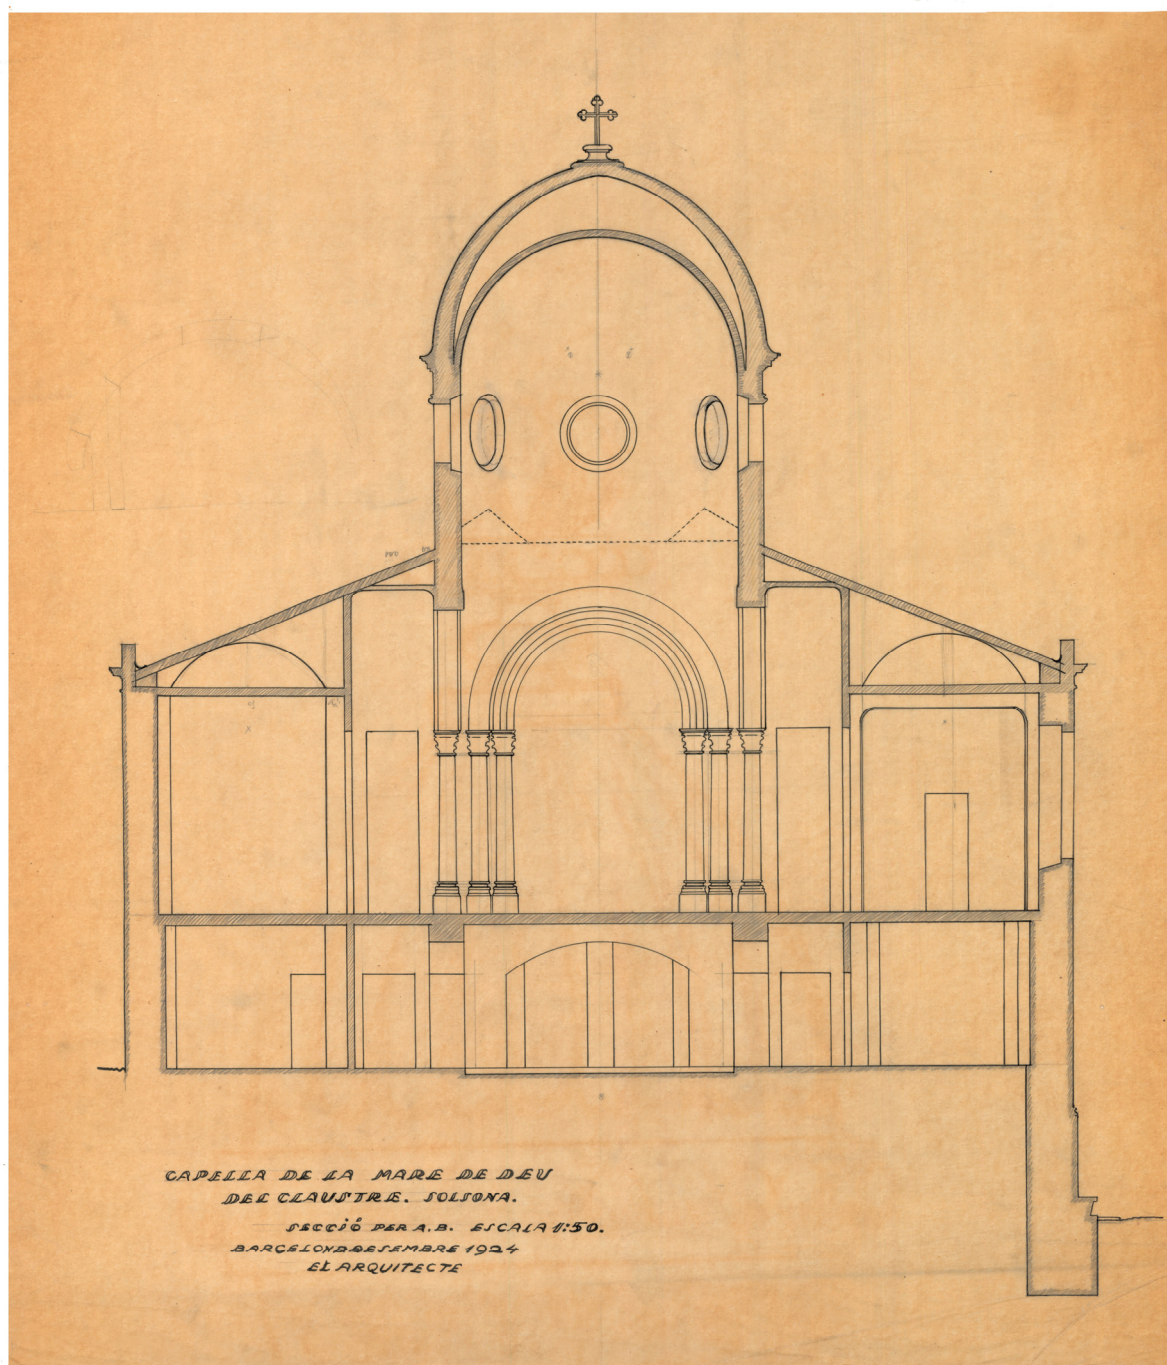 CAPELLA DE LA MARE DE DEU
DEL CLAUSTRE. SOLSONA.
SECCIÓ PER A.B. ESCALA 1:50.
BARCELONA DESEMBRE 1924
EL ARQUITECTE